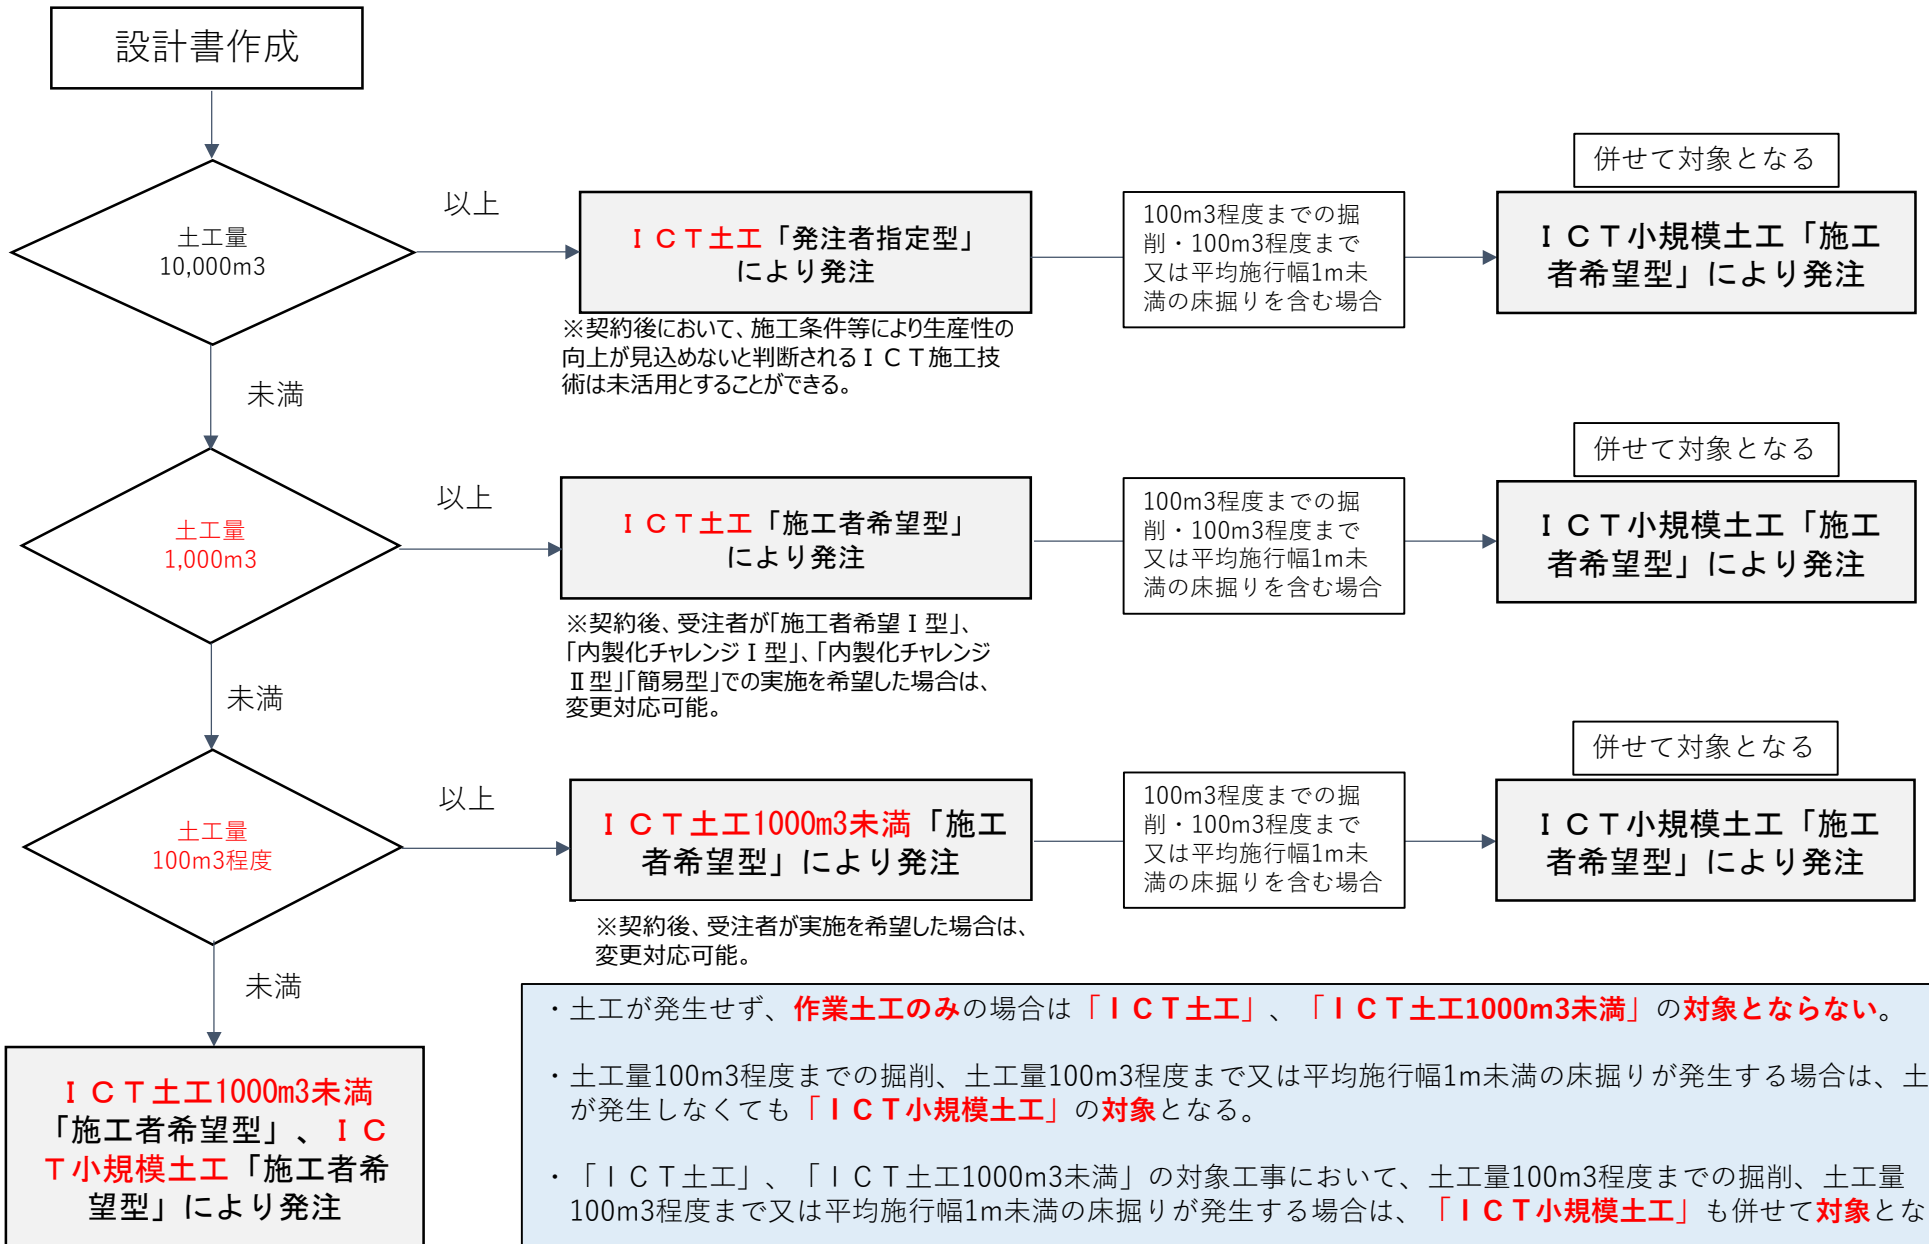 設計書作成
土工量
10,000m3
以上
ＩＣＴ土工「発注者指定型」
により発注
※契約後において、施工条件等により生産性の
向上が見込めないと判断されるＩＣＴ施工技
術は未活用とすることができる。
100m3程度までの掘
削・100m3程度まで
又は平均施行幅1m未
満の床掘りを含む場合
併せて対象となる
ＩＣＴ小規模土工「施工
者希望型」により発注
未満
土工量
1,000m3
以上
ＩＣＴ土工「施工者希望型」
により発注
※契約後、受注者が「施工者希望Ⅰ型」、
「内製化チャレンジⅠ型」、「内製化チャレンジ
Ⅱ型」「簡易型」での実施を希望した場合は、
変更対応可能。
100m3程度までの掘
削・100m3程度まで
又は平均施行幅1m未
満の床掘りを含む場合
併せて対象となる
ＩＣＴ小規模土工「施工
者希望型」により発注
未満
土工量
100m3程度
以上
ＩＣＴ土工1000m3未満「施工
者希望型」により発注
※契約後、受注者が実施を希望した場合は、
変更対応可能。
100m3程度までの掘
削・100m3程度まで
又は平均施行幅1m未
満の床掘りを含む場合
併せて対象となる
ＩＣＴ小規模土工「施工
者希望型」により発注
未満
ＩＣＴ土工1000m3未満
「施工者希望型」、ＩＣ
Ｔ小規模土工「施工者希
望型」により発注
・土工が発生せず、作業土工のみの場合は「ＩＣＴ土工」、「ＩＣＴ土工1000m3未満」の対象とならない。
・土工量100m3程度までの掘削、土工量100m3程度まで又は平均施行幅1m未満の床掘りが発生する場合は、土
が発生しなくても「ＩＣＴ小規模土工」の対象となる。
・「ＩＣＴ土工」、「ＩＣＴ土工1000m3未満」の対象工事において、土工量100m3程度までの掘削、土工量
100m3程度まで又は平均施行幅1m未満の床掘りが発生する場合は、「ＩＣＴ小規模土工」も併せて対象とな